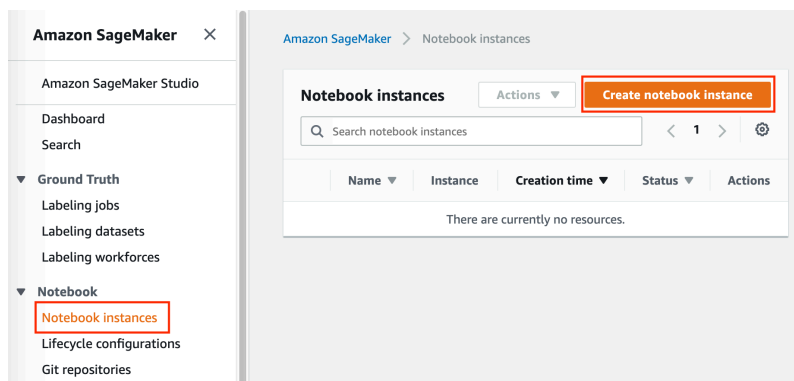 Amazon SageMaker
Amazon SageMaker Studio
Dashboard
Search
Ground Truth
Labeling jobs
Labeling datasets
Labeling workforces
Notebook
Notebook instances
Lifecycle configurations
Git repositories
Amazon SageMaker > Notebook instances
Notebook instances Actions Create notebook instance
Search notebook instances < 1 >
Name Instance Creation time Status Actions
There are currently no resources.